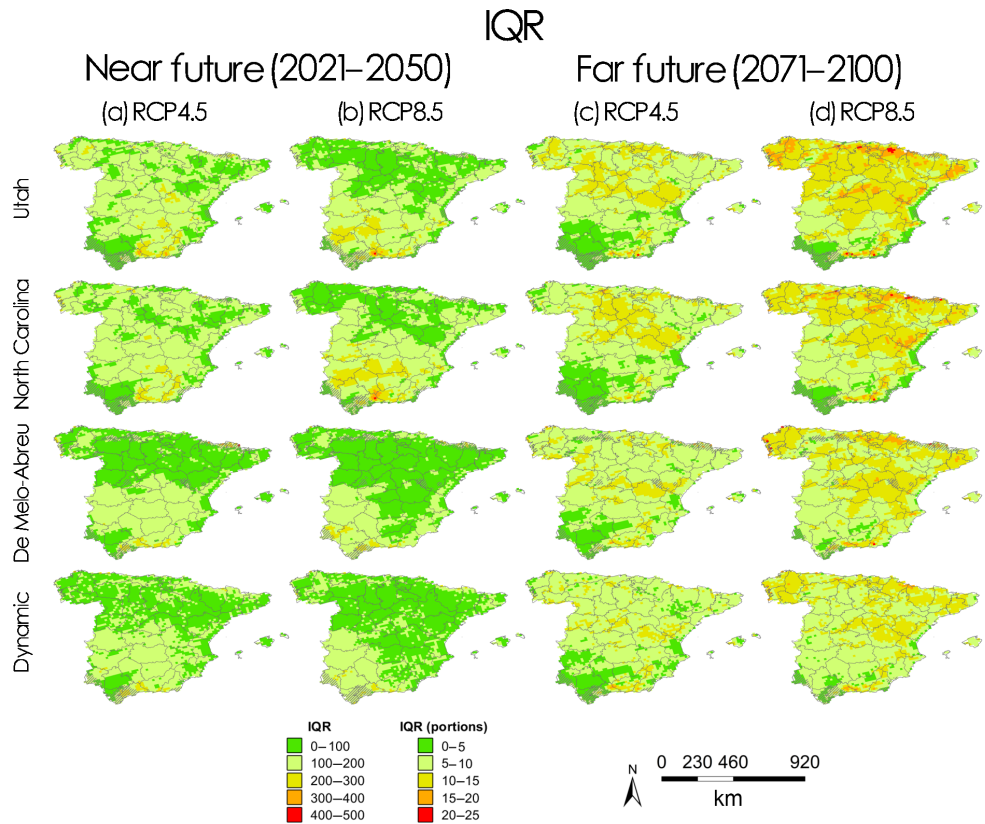 IQR
Near future (2021–2050)
Far future (2071–2100)
(a) RCP4.5
(b) RCP8.5
(c) RCP4.5
(d) RCP8.5
Utah
North Carolina
De Melo-Abreu
Dynamic
IQR
0–100
100–200
200–300
300–400
400–500
IQR (portions)
0–5
5–10
10–15
15–20
20–25
N
0 230 460 920
km